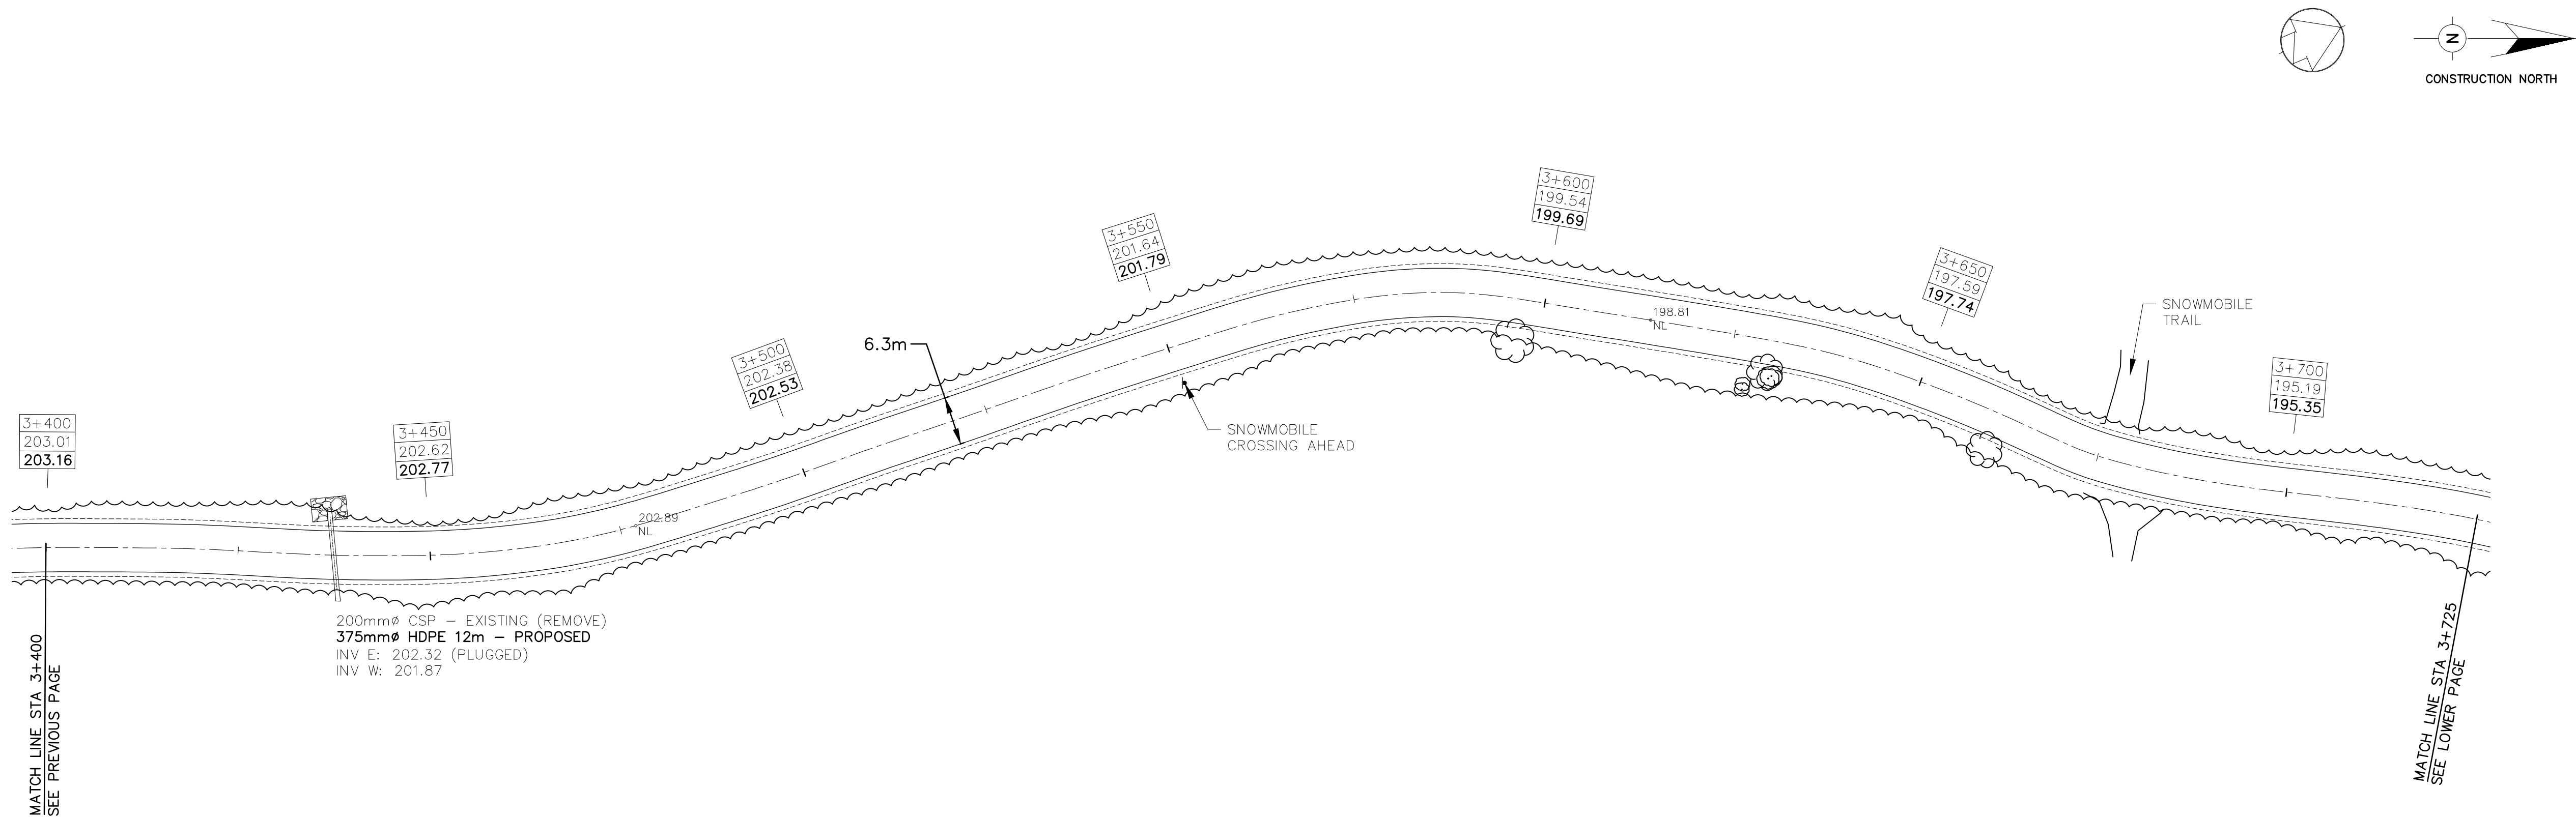 N
CONSTRUCTION NORTH
3+400
203.01
203.16
3+450
202.62
202.77
3+500
202.38
202.53
3+550
201.64
201.79
3+600
199.54
199.69
3+650
197.59
197.74
3+700
195.19
195.35
6.3m
202.89
NL
198.81
NL
SNOWMOBILE
CROSSING AHEAD
SNOWMOBILE
TRAIL
200mmø CSP – EXISTING (REMOVE)
375mmø HDPE 12m – PROPOSED
INV E: 202.32 (PLUGGED)
INV W: 201.87
MATCH LINE STA 3+400
SEE PREVIOUS PAGE
MATCH LINE STA 3+725
SEE LOWER PAGE